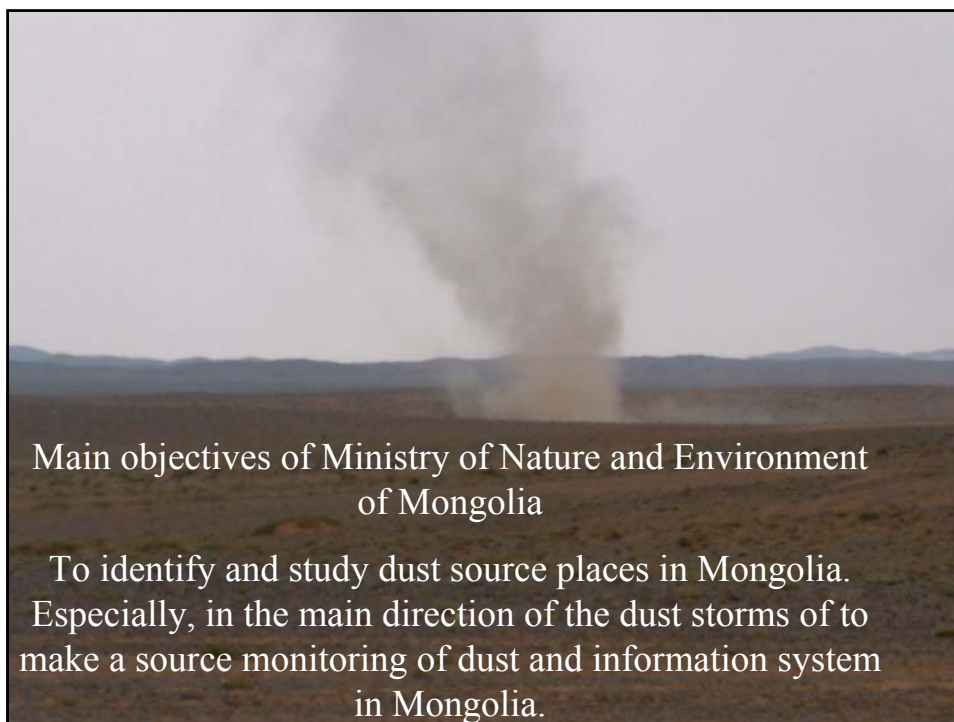 Main objectives of Ministry of Nature and Environment
of Mongolia
To identify and study dust source places in Mongolia.
Especially, in the main direction of the dust storms of to
make a source monitoring of dust and information system
in Mongolia.